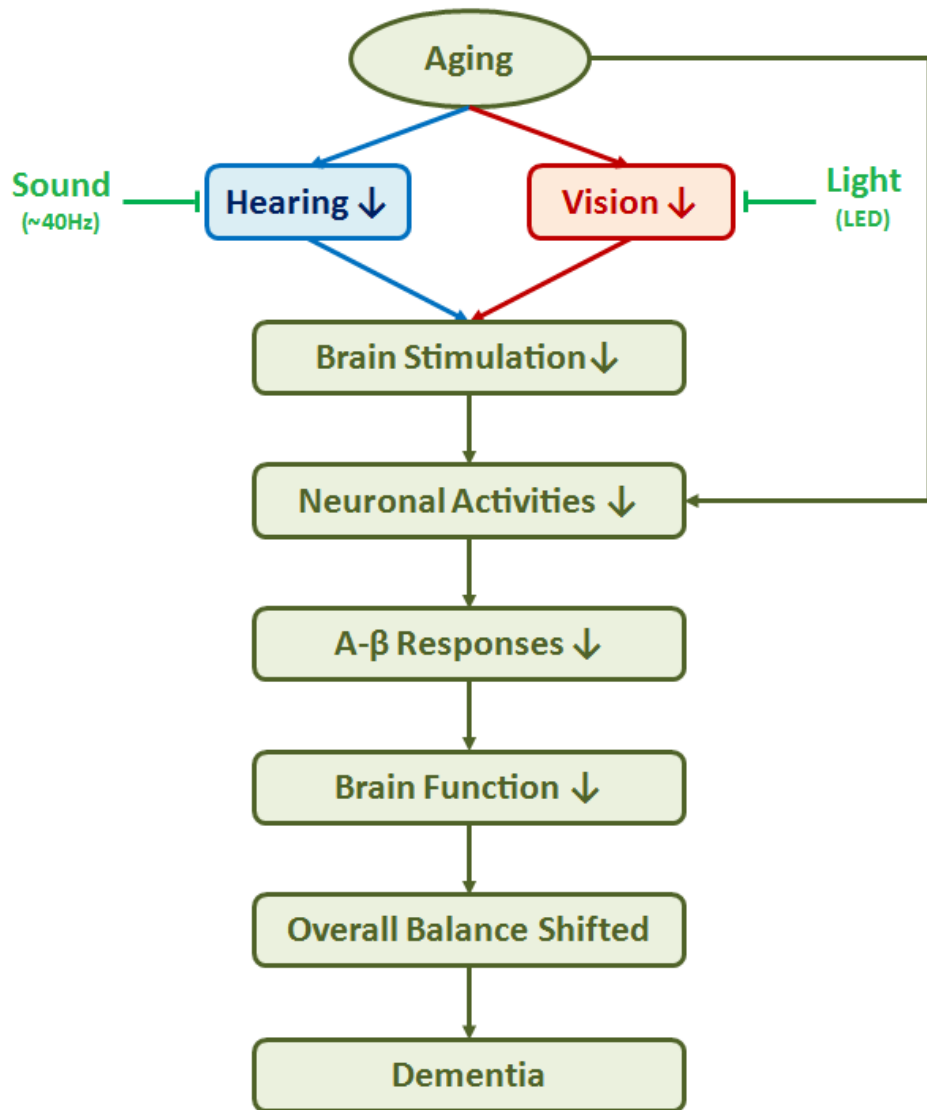 Aging
Sound
(~40Hz)
Hearing ↓
Vision ↓
Light
(LED)
Brain Stimulation↓
Neuronal Activities ↓
A-β Responses ↓
Brain Function ↓
Overall Balance Shifted
Dementia